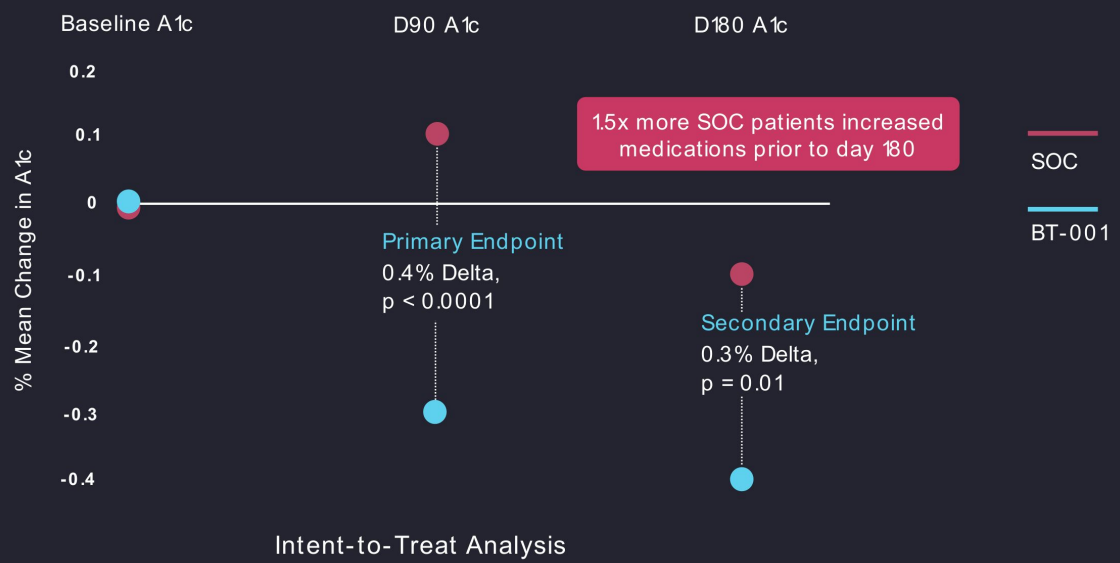 Baseline A1c
D90 A1c
D180 A1c
0.2
0.1
0
-0.1
-0.2
-0.3
-0.4
% Mean Change in A1c
1.5x more SOC patients increased
medications prior to day 180
Primary Endpoint
0.4% Delta,
p < 0.0001
Secondary Endpoint
0.3% Delta,
p = 0.01
SOC
BT-001
Intent-to-Treat Analysis